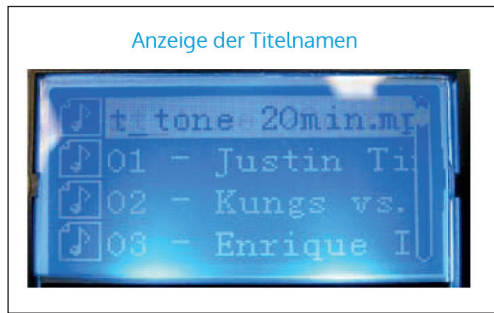 Anzeige der Titelnamen
t_tone 20min.mp
01 - Justin Ti
02 - Kungs vs.
03 - Enrique I